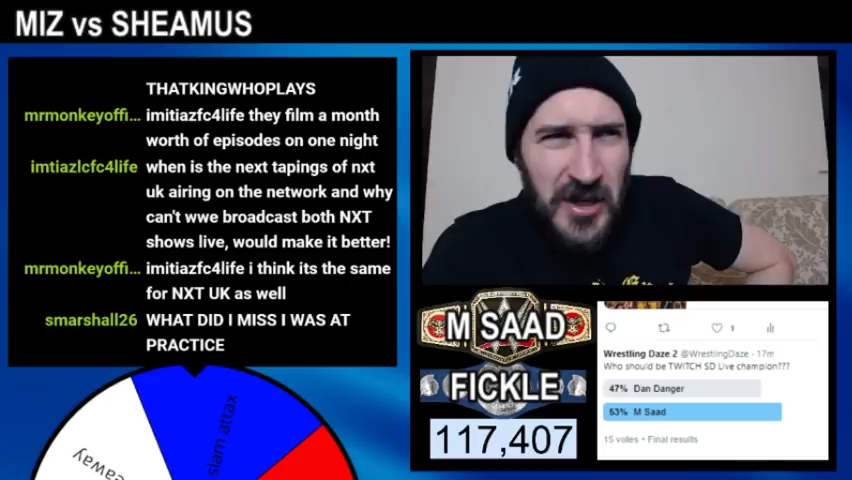 MIZ vs SHEAMUS
THATKINGWHOPLAYS
mrmonkeyoffi... imitiazfc4life they film a month
worth of episodes on one night
imtiazlcfc4life when is the next tapings of nxt
uk airing on the network and why
can't wwe broadcast both NXT
shows live, would make it better!
mrmonkeyoffi... imitiazfc4life i think its the same
for NXT UK as well
smarshall26 WHAT DID I MISS I WAS AT
PRACTICE
eaway
slam attax
M SAAD
FICKLE
117,407
1
Wrestling Daze 2 @WrestlingDaze · 17m
Who should be TWITCH SD Live champion???
47% Dan Danger
53% M Saad
15 votes · Final results